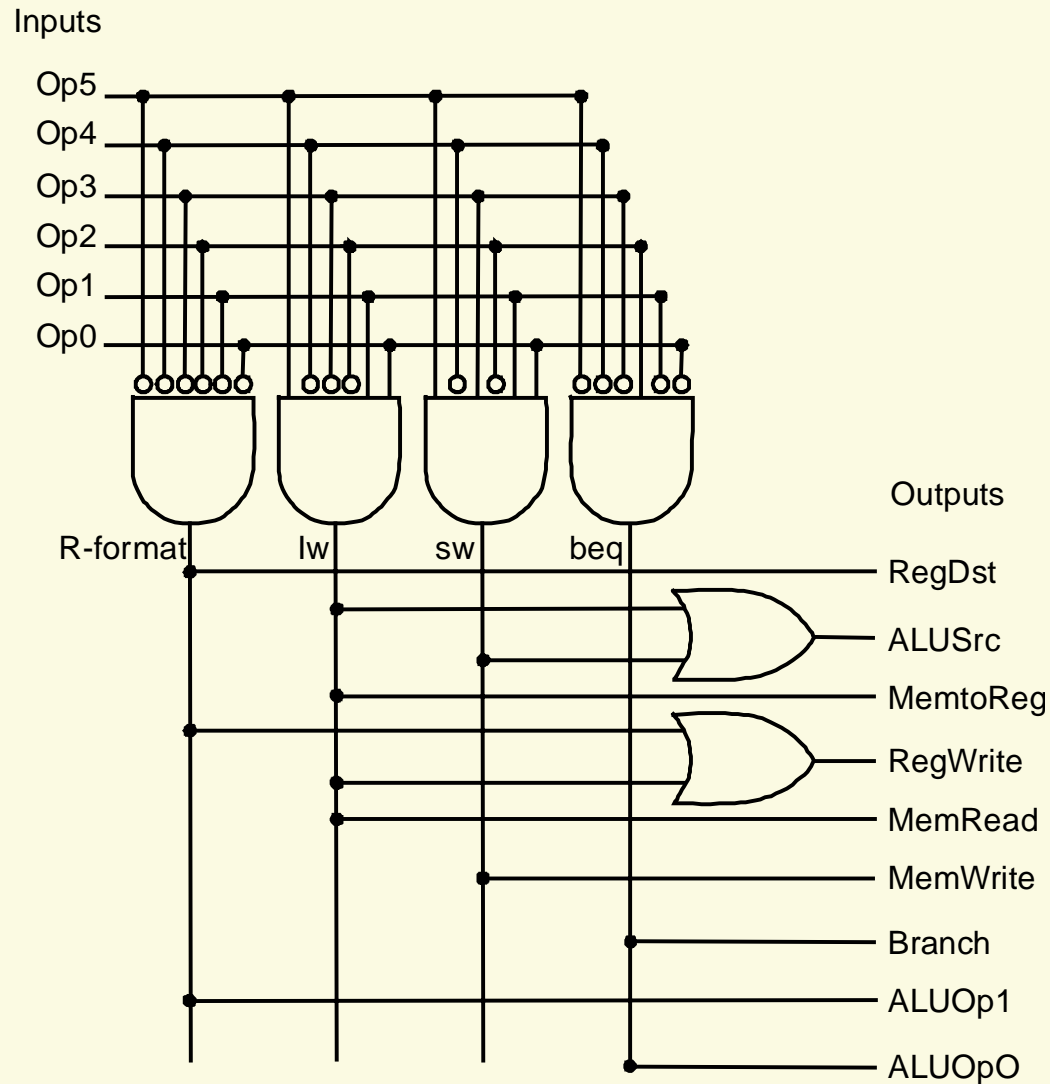 Inputs
Op5
Op4
Op3
Op2
Op1
Op0
Outputs
R-format
lw
sw
beq
RegDst
ALUSrc
MemtoReg
RegWrite
MemRead
MemWrite
Branch
ALUOp1
ALUOpO